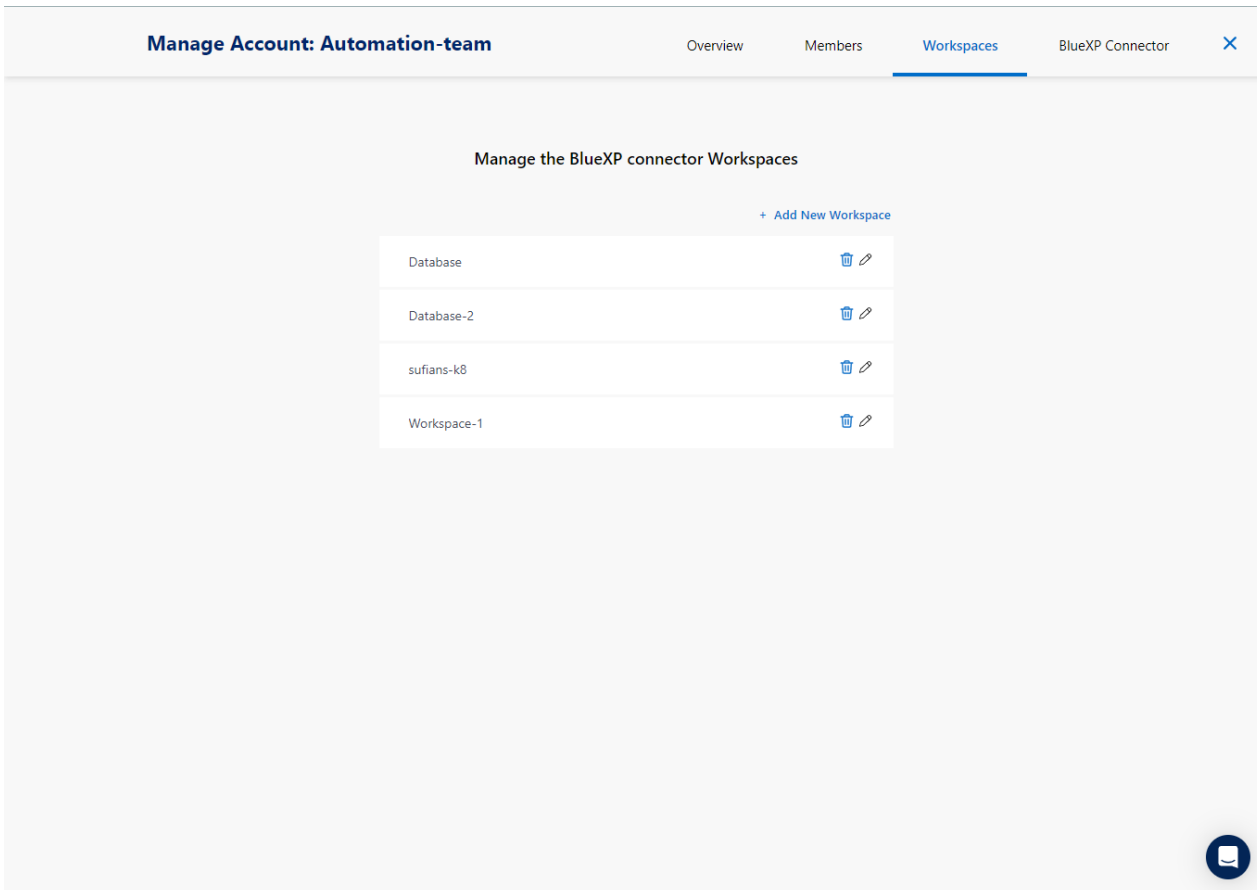 Manage Account: Automation-team Overview Members Workspaces BlueXP Connector
Manage the BlueXP connector Workspaces
+ Add New Workspace
Database
Database-2
sufians-k8
Workspace-1